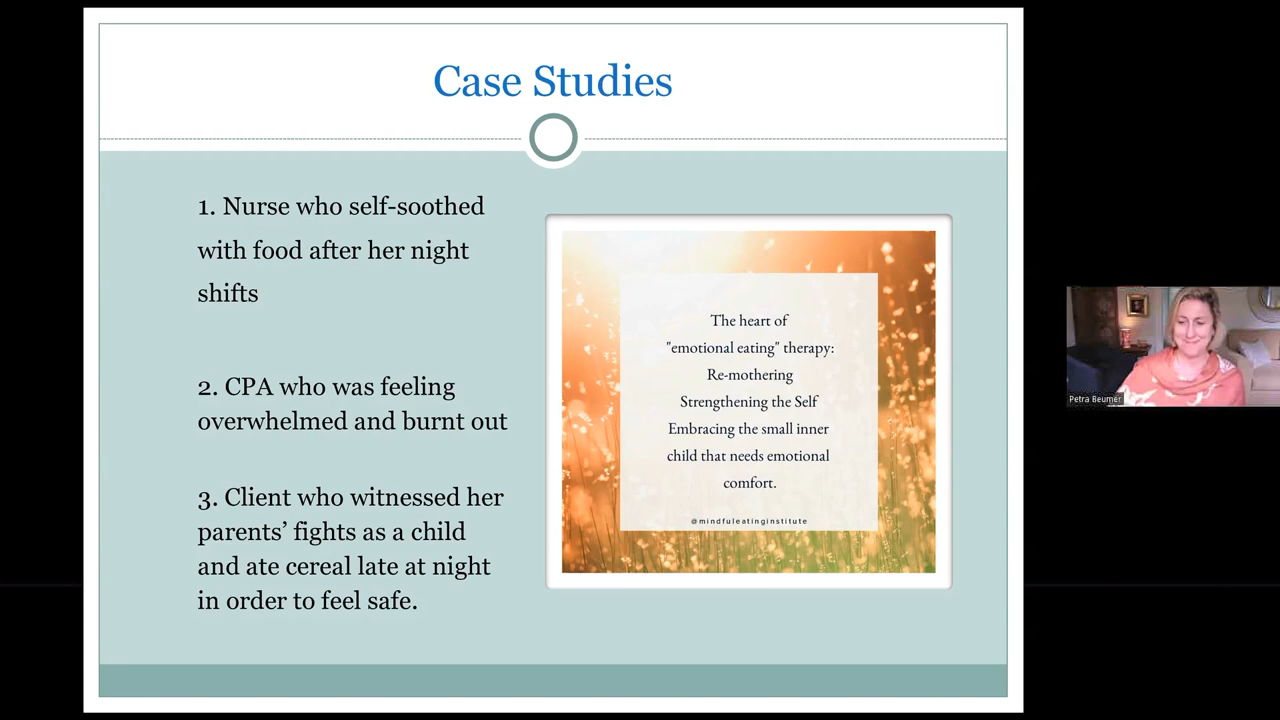 Case Studies
1. Nurse who self-soothed
with food after her night
shifts
2. CPA who was feeling
overwhelmed and burnt out
3. Client who witnessed her
parents’ fights as a child
and ate cereal late at night
in order to feel safe.
The heart of
"emotional eating" therapy:
Re-mothering
Strengthening the Self
Embracing the small inner
child that needs emotional
comfort.
@mindfuleatinginstitute
Petra Beumer